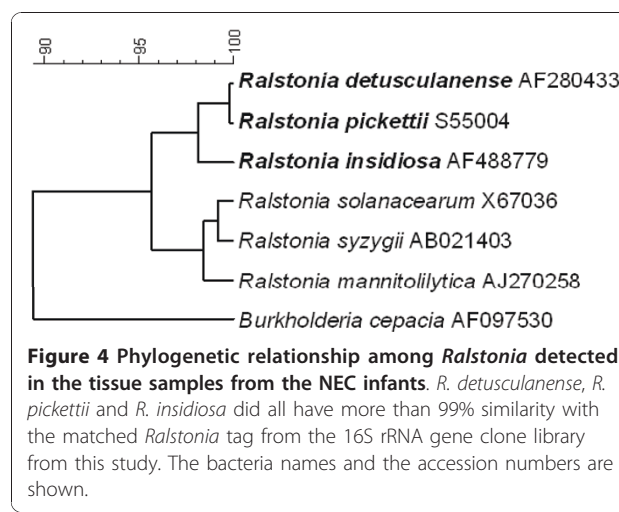 90 95 100
Ralstonia detusculanense AF280433
Ralstonia pickettii S55004
Ralstonia insidiosa AF488779
Ralstonia solanacearum X67036
Ralstonia syzygii AB021403
Ralstonia mannitolilytica AJ270258
Burkholderia cepacia AF097530
Figure 4 Phylogenetic relationship among Ralstonia detected
in the tissue samples from the NEC infants. R. detusculanense, R.
pickettii and R. insidiosa did all have more than 99% similarity with
the matched Ralstonia tag from the 16S rRNA gene clone library
from this study. The bacteria names and the accession numbers are
shown.